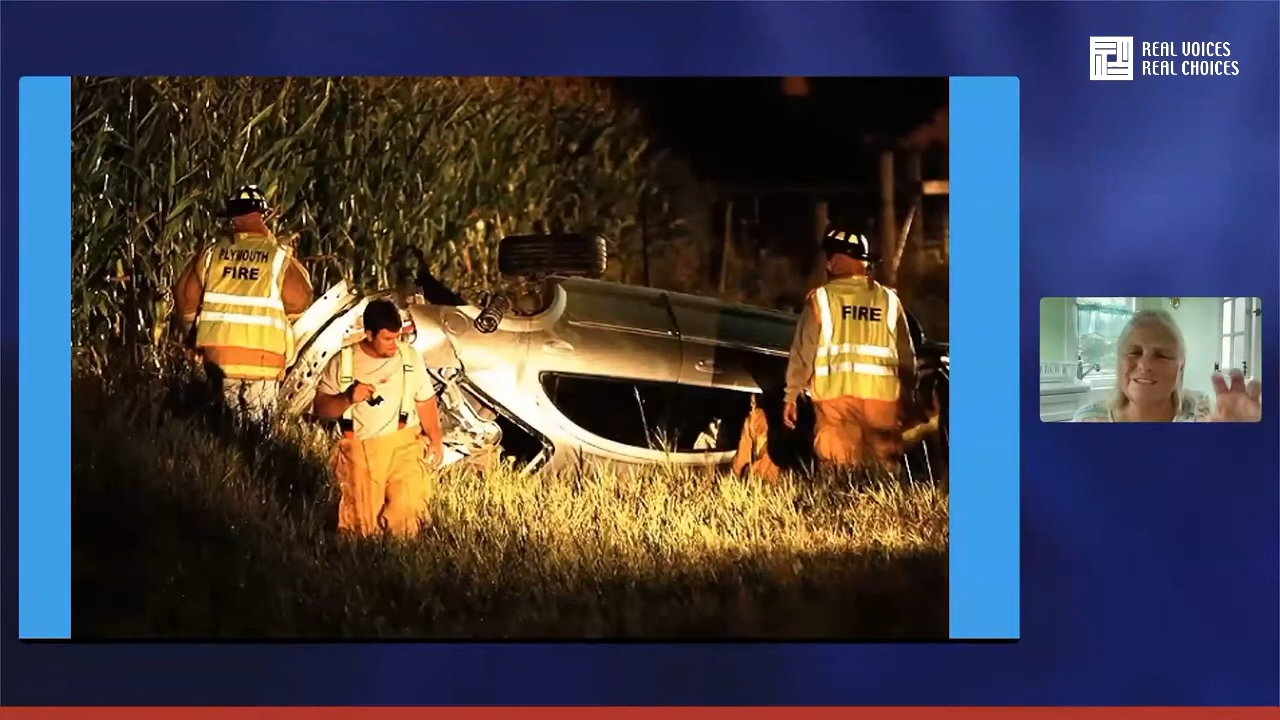 REAL VOICES
REAL CHOICES
PLYMOUTH
FIRE
FIRE